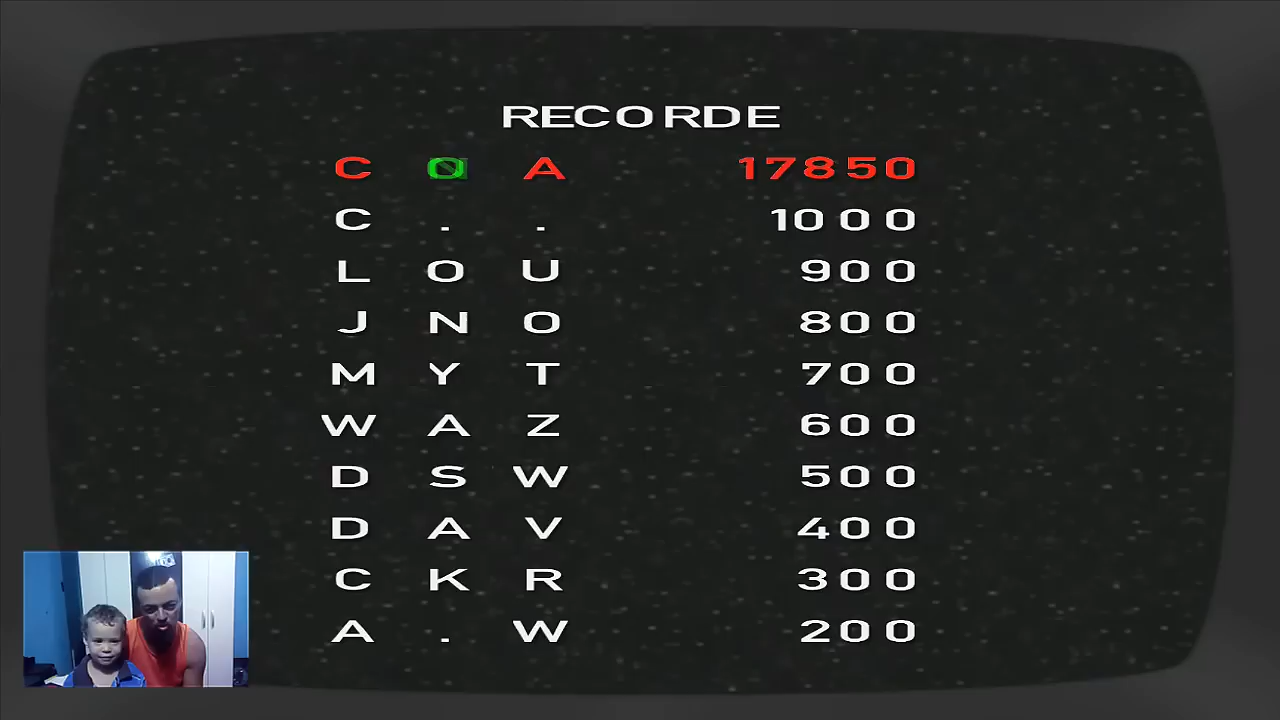 RECORDE
C O A 17850
C . . 1000
L O U 900
J N O 800
M Y T 700
W A Z 600
D S W 500
D A V 400
C K R 300
A . W 200